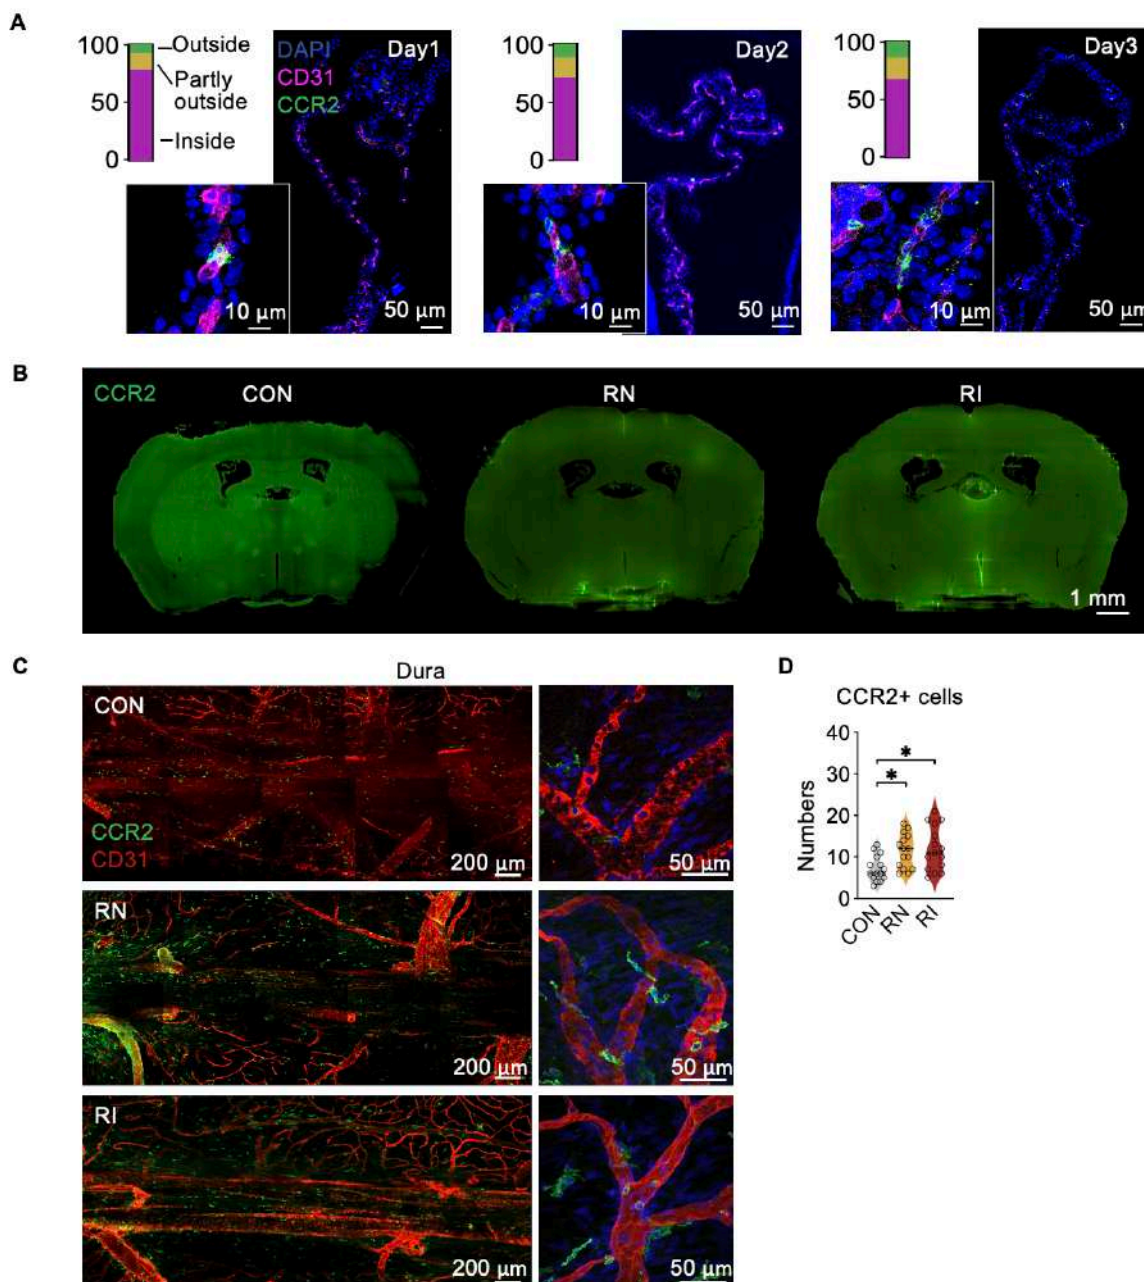 A
100
50
0
Outside
Partly
outside
Inside
DAPI
CD31
CCR2
Day1
10 µm
50 µm
100
50
0
Day2
10 µm
50 µm
100
50
0
Day3
10 µm
50 µm
B
CCR2
CON
RN
RI
1 mm
C
Dura
CON
CCR2
CD31
200 µm
50 µm
RN
200 µm
50 µm
RI
200 µm
50 µm
D
CCR2+ cells
Numbers
40
30
20
10
0
*
*
CON
RN
RI